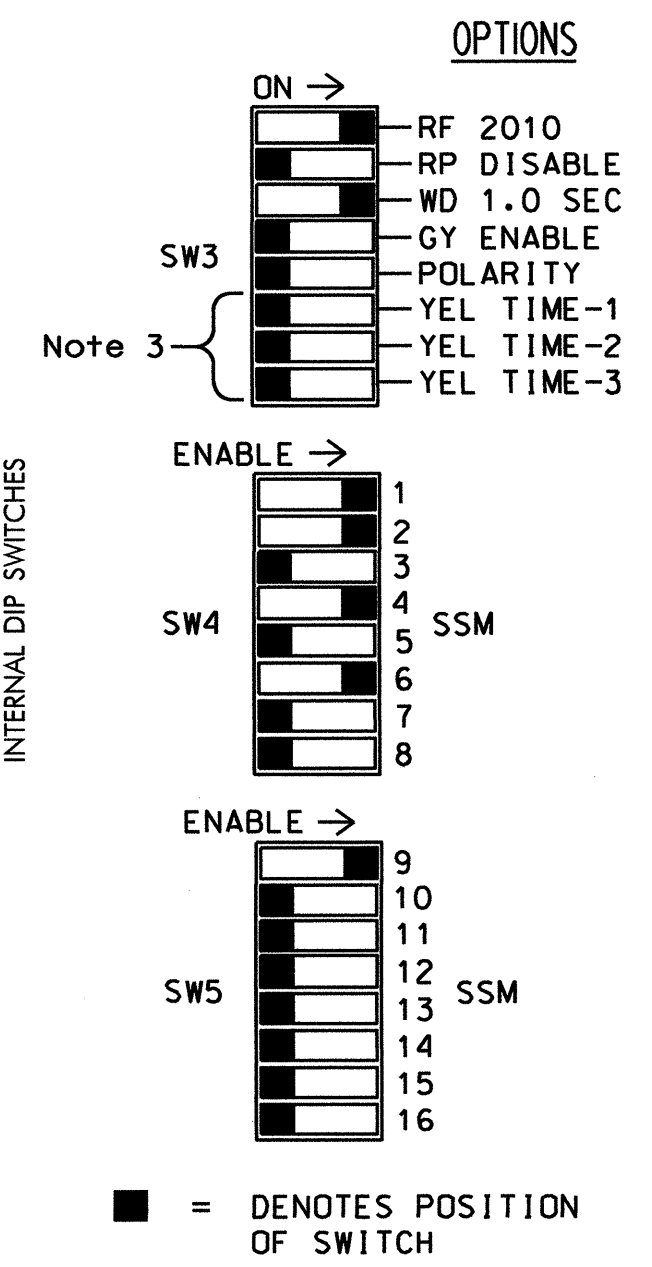 OPTIONS
ON →
RF 2010
RP DISABLE
WD 1.0 SEC
GY ENABLE
SW3
POLARITY
YEL TIME-1
Note 3
YEL TIME-2
YEL TIME-3
INTERNAL DIP SWITCHES
ENABLE →
1
2
3
4
SW4
SSM
5
6
7
8
ENABLE →
9
10
11
12
SW5
SSM
13
14
15
16
= DENOTES POSITION
OF SWITCH